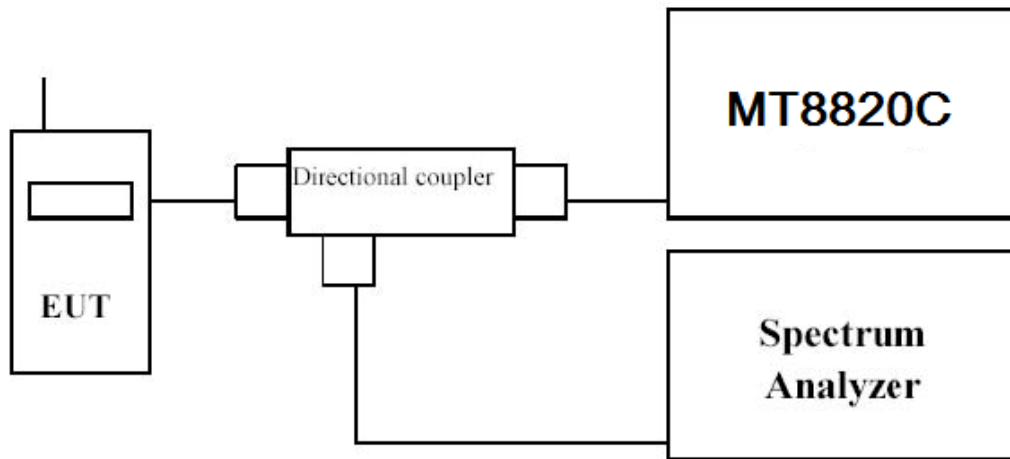 MT8820C
Directional coupler
EUT
Spectrum
Analyzer